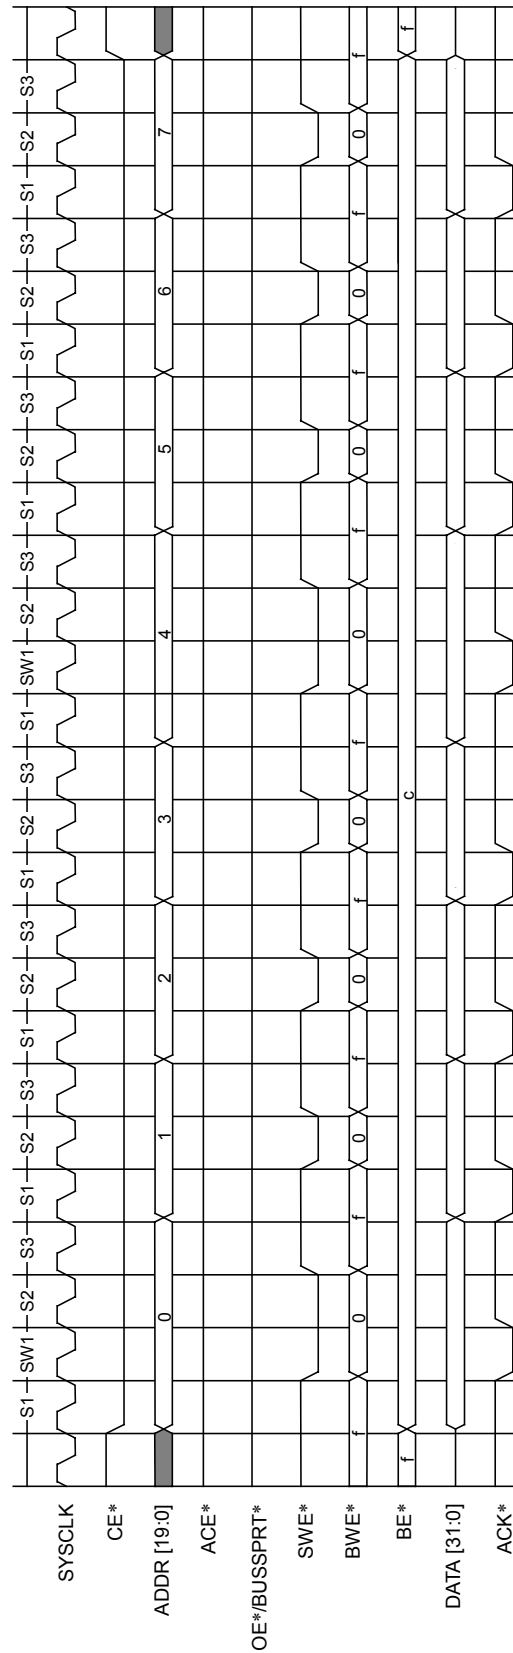 S1 SW1 S2 S3 S1 S2 S3 S1 S2 S3 S1 S2 S3 S1 SW1 S2 S3 S1 S2 S3 S1 S2 S3 S1 S2 S3
SYSCLK
CE*
ADDR [19:0] 0 1 2 3 4 5 6 7
ACE*
OE*/BUSSPRT*
SWE*
BWE* f 0 f 0 f 0 f 0 f 0 f 0 f 0 f 0 f
BE* f c f
DATA [31:0]
ACK*